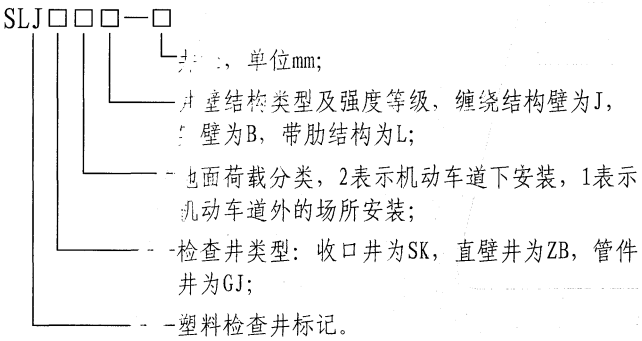 SLJ□□□—□
井，单位mm；
井壁结构类型及强度等级，缠绕结构壁为J，
壁为B，带肋结构为L；
地面荷载分类，2表示机动车道下安装，1表示
机动车道外的场所安装；
检查井类型：收口井为SK，直壁井为ZB，管件
井为GJ；
塑料检查井标记。